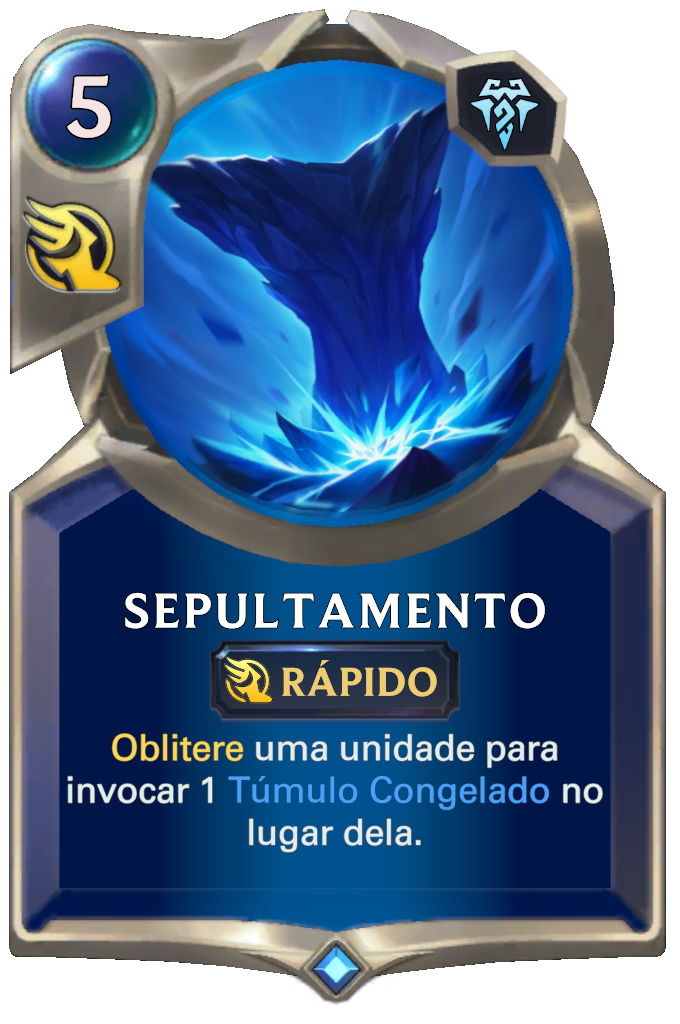 5
SEPULTAMENTO
RÁPIDO
Oblitere uma unidade para
invocar 1 Túmulo Congelado no
lugar dela.